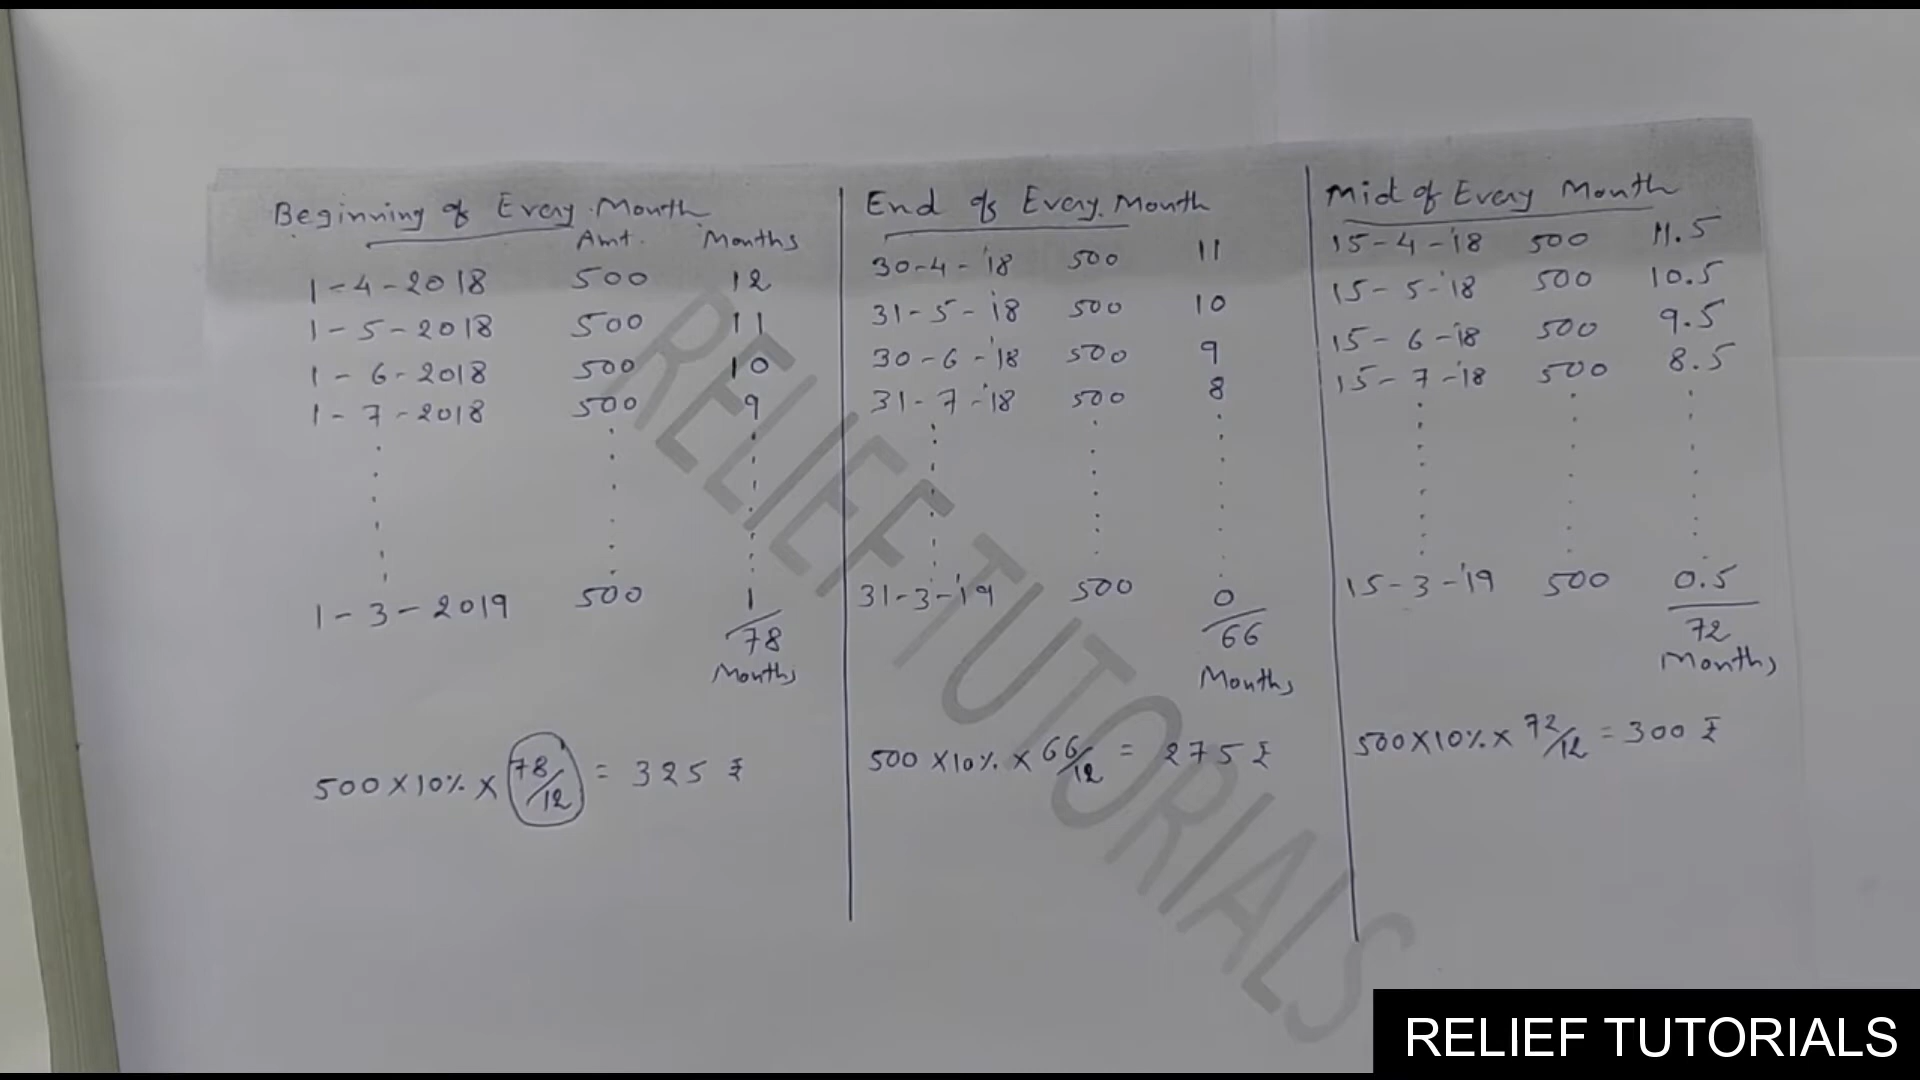 Beginning of Every Month
Amt. Months
1-4-2018 500 12
1-5-2018 500 11
1-6-2018 500 10
1-7-2018 500 9
1-3-2019 500 1
78
Months
500 X 10% X 78/12 = 325 ₹
End of Every Month
30-4-'18 500 11
31-5-'18 500 10
30-6-'18 500 9
31-7-'18 500 8
31-3-'19 500 0
66
Months
500 X 10% X 66/12 = 275 ₹
Mid of Every Month
15-4-'18 500 11.5
15-5-'18 500 10.5
15-6-'18 500 9.5
15-7-'18 500 8.5
15-3-'19 500 0.5
72
Months
500 X 10% X 72/12 = 300 ₹
RELIEF TUTORIALS
RELIEF TUTORIALS